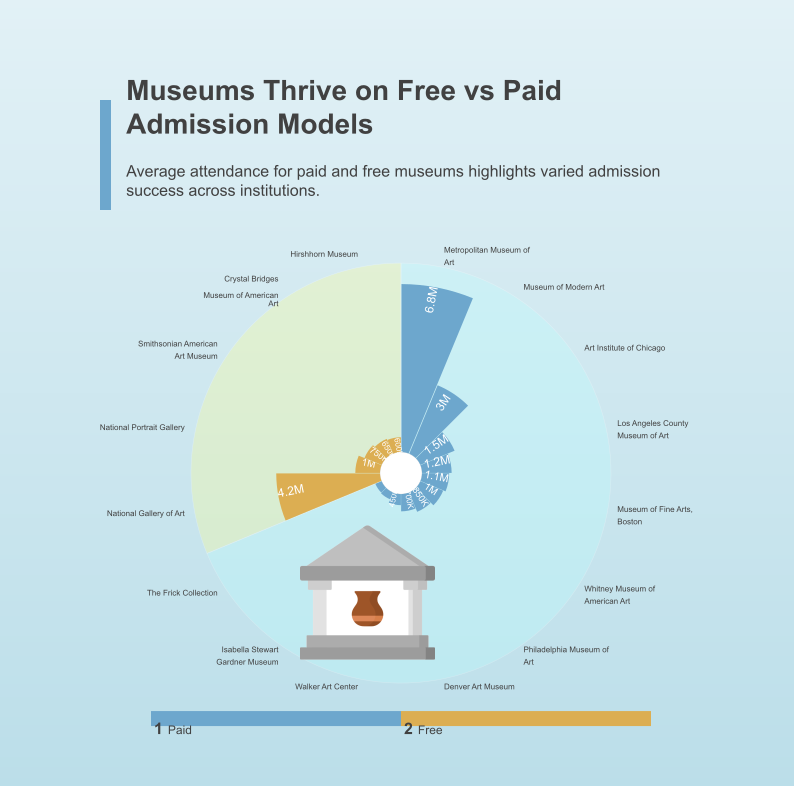 Museums Thrive on Free vs Paid
Admission Models
Average attendance for paid and free museums highlights varied admission
success across institutions.
Metropolitan Museum of
Art
Museum of Modern Art
Art Institute of Chicago
Los Angeles County
Museum of Art
Museum of Fine Arts,
Boston
Whitney Museum of
American Art
Philadelphia Museum of
Art
Denver Art Museum
Walker Art Center
Isabella Stewart
Gardner Museum
The Frick Collection
National Gallery of Art
National Portrait Gallery
Smithsonian American
Art Museum
Crystal Bridges
Museum of American
Art
Hirshhorn Museum
6.8M
3M
1.5M
1.2M
1.1M
1M
850K
4.2M
1M
1 Paid
2 Free